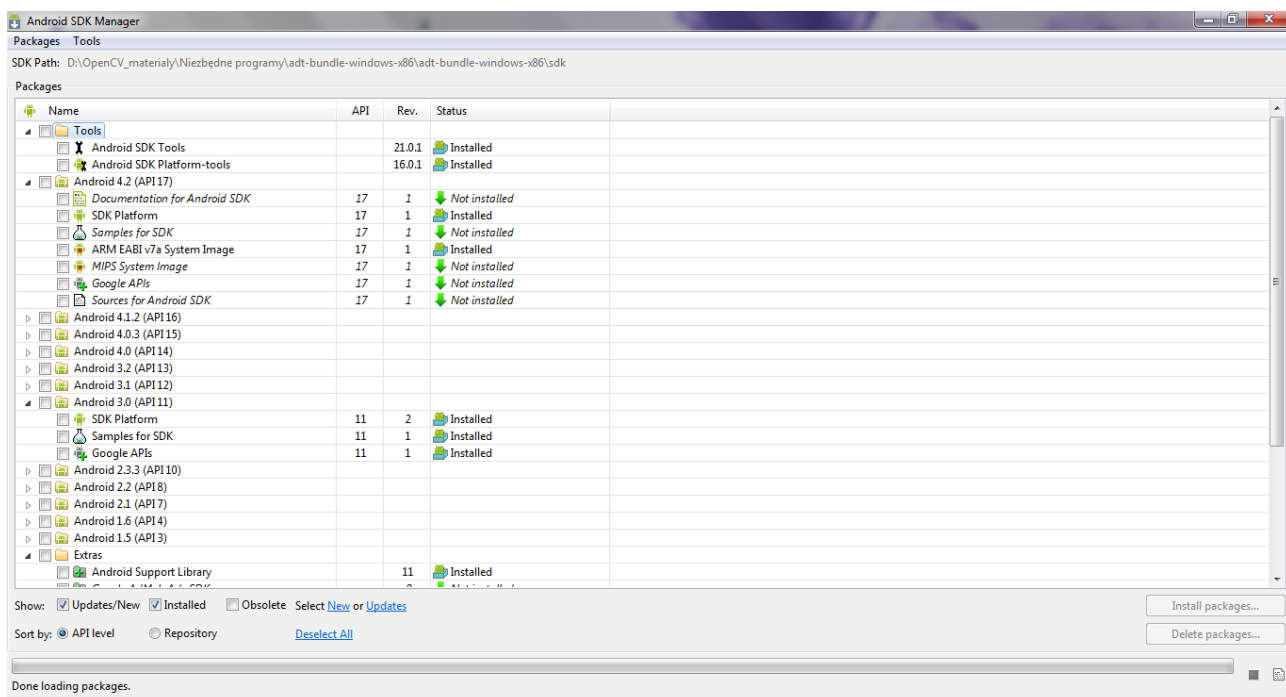 Android SDK Manager
Packages Tools
SDK Path: D:\OpenCV_materialy\Niezbędne programy\adt-bundle-windows-x86\adt-bundle-windows-x86\sdk
Packages
Name API Rev. Status
Tools
Android SDK Tools 21.0.1 Installed
Android SDK Platform-tools 16.0.1 Installed
Android 4.2 (API 17)
Documentation for Android SDK 17 1 Not installed
SDK Platform 17 1 Installed
Samples for SDK 17 1 Not installed
ARM EABI v7a System Image 17 1 Installed
MIPS System Image 17 1 Not installed
Google APIs 17 1 Not installed
Sources for Android SDK 17 1 Not installed
Android 4.1.2 (API 16)
Android 4.0.3 (API 15)
Android 4.0 (API 14)
Android 3.2 (API 13)
Android 3.1 (API 12)
Android 3.0 (API 11)
SDK Platform 11 2 Installed
Samples for SDK 11 1 Installed
Google APIs 11 1 Installed
Android 2.3.3 (API 10)
Android 2.2 (API 8)
Android 2.1 (API 7)
Android 1.6 (API 4)
Android 1.5 (API 3)
Extras
Android Support Library 11 Installed
Show: Updates/New Installed Obsolete Select New or Updates Install packages...
Sort by: API level Repository Deselect All Delete packages...
Done loading packages.